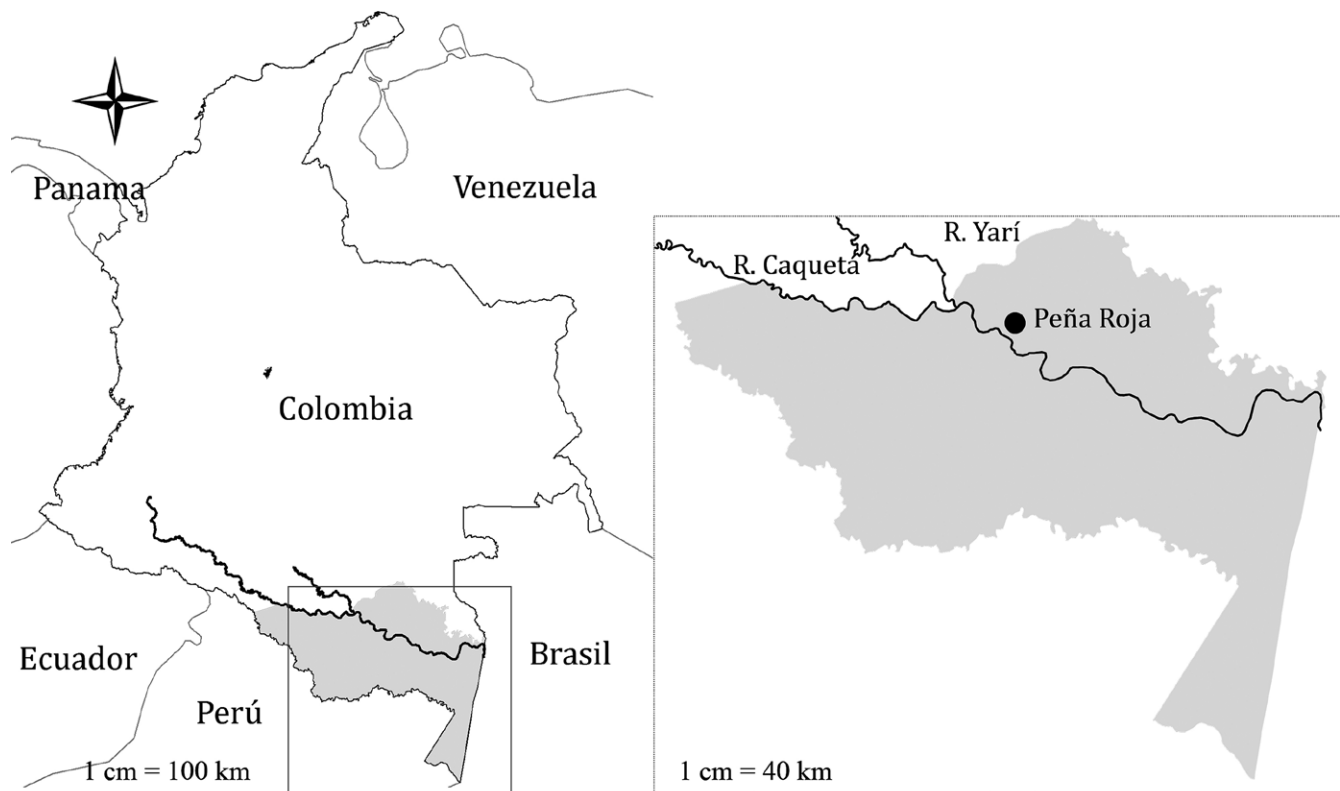 Panama
Venezuela
Colombia
Ecuador
Perú
Brasil
1 cm = 100 km
R. Yarí
R. Caquetá
Peña Roja
1 cm = 40 km